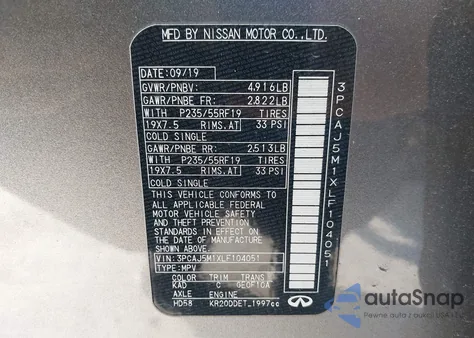 MFD BY NISSAN MOTOR CO.,LTD.
DATE:09/19
GVWR/PNBV: 4,916LB
GAWR/PNBE FR: 2,822LB
WITH P235/55RF19 TIRES
19X7.5 RIMS.AT 33 PSI
COLD SINGLE
GAWR/PNBE RR: 2,513LB
WITH P235/55RF19 TIRES
19X7.5 RIMS.AT 33 PSI
COLD SINGLE
THIS VEHICLE CONFORMS TO
ALL APPLICABLE FEDERAL
MOTOR VEHICLE SAFETY
AND THEFT PREVENTION
STANDARDS IN EFFECT ON
THE DATE OF MANUFACTURE
SHOWN ABOVE.
VIN:3PCAJ5M1XLF104051
TYPE:MPV
COLOR TRIM TRANS
KAD C GE0F10A
AXLE ENGINE
HD58 KR20DDET 1997cc
3PCAJ5M1XLF104051
autoSnap
Pewne auto z USA